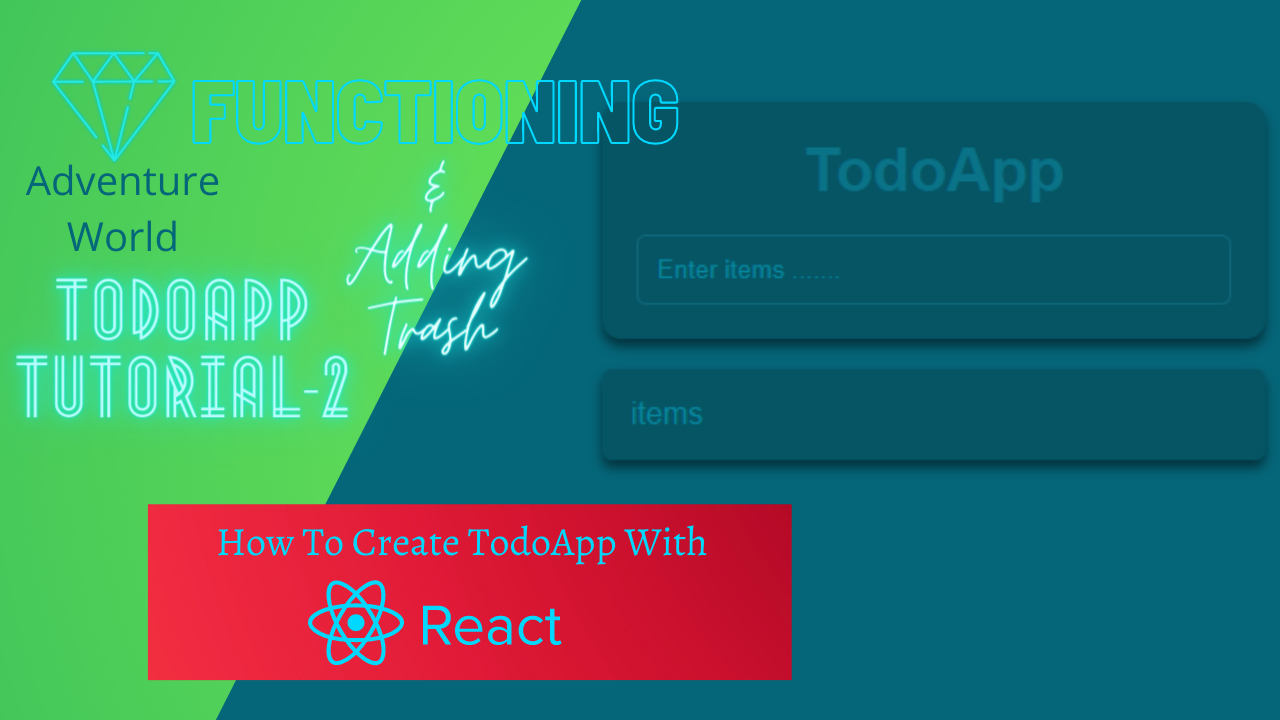 FUNCTIONING
Adventure
World
&
Adding
Trash
TODOAPP
TUTORIAL-2
TodoApp
Enter items .......
items
How To Create TodoApp With
React